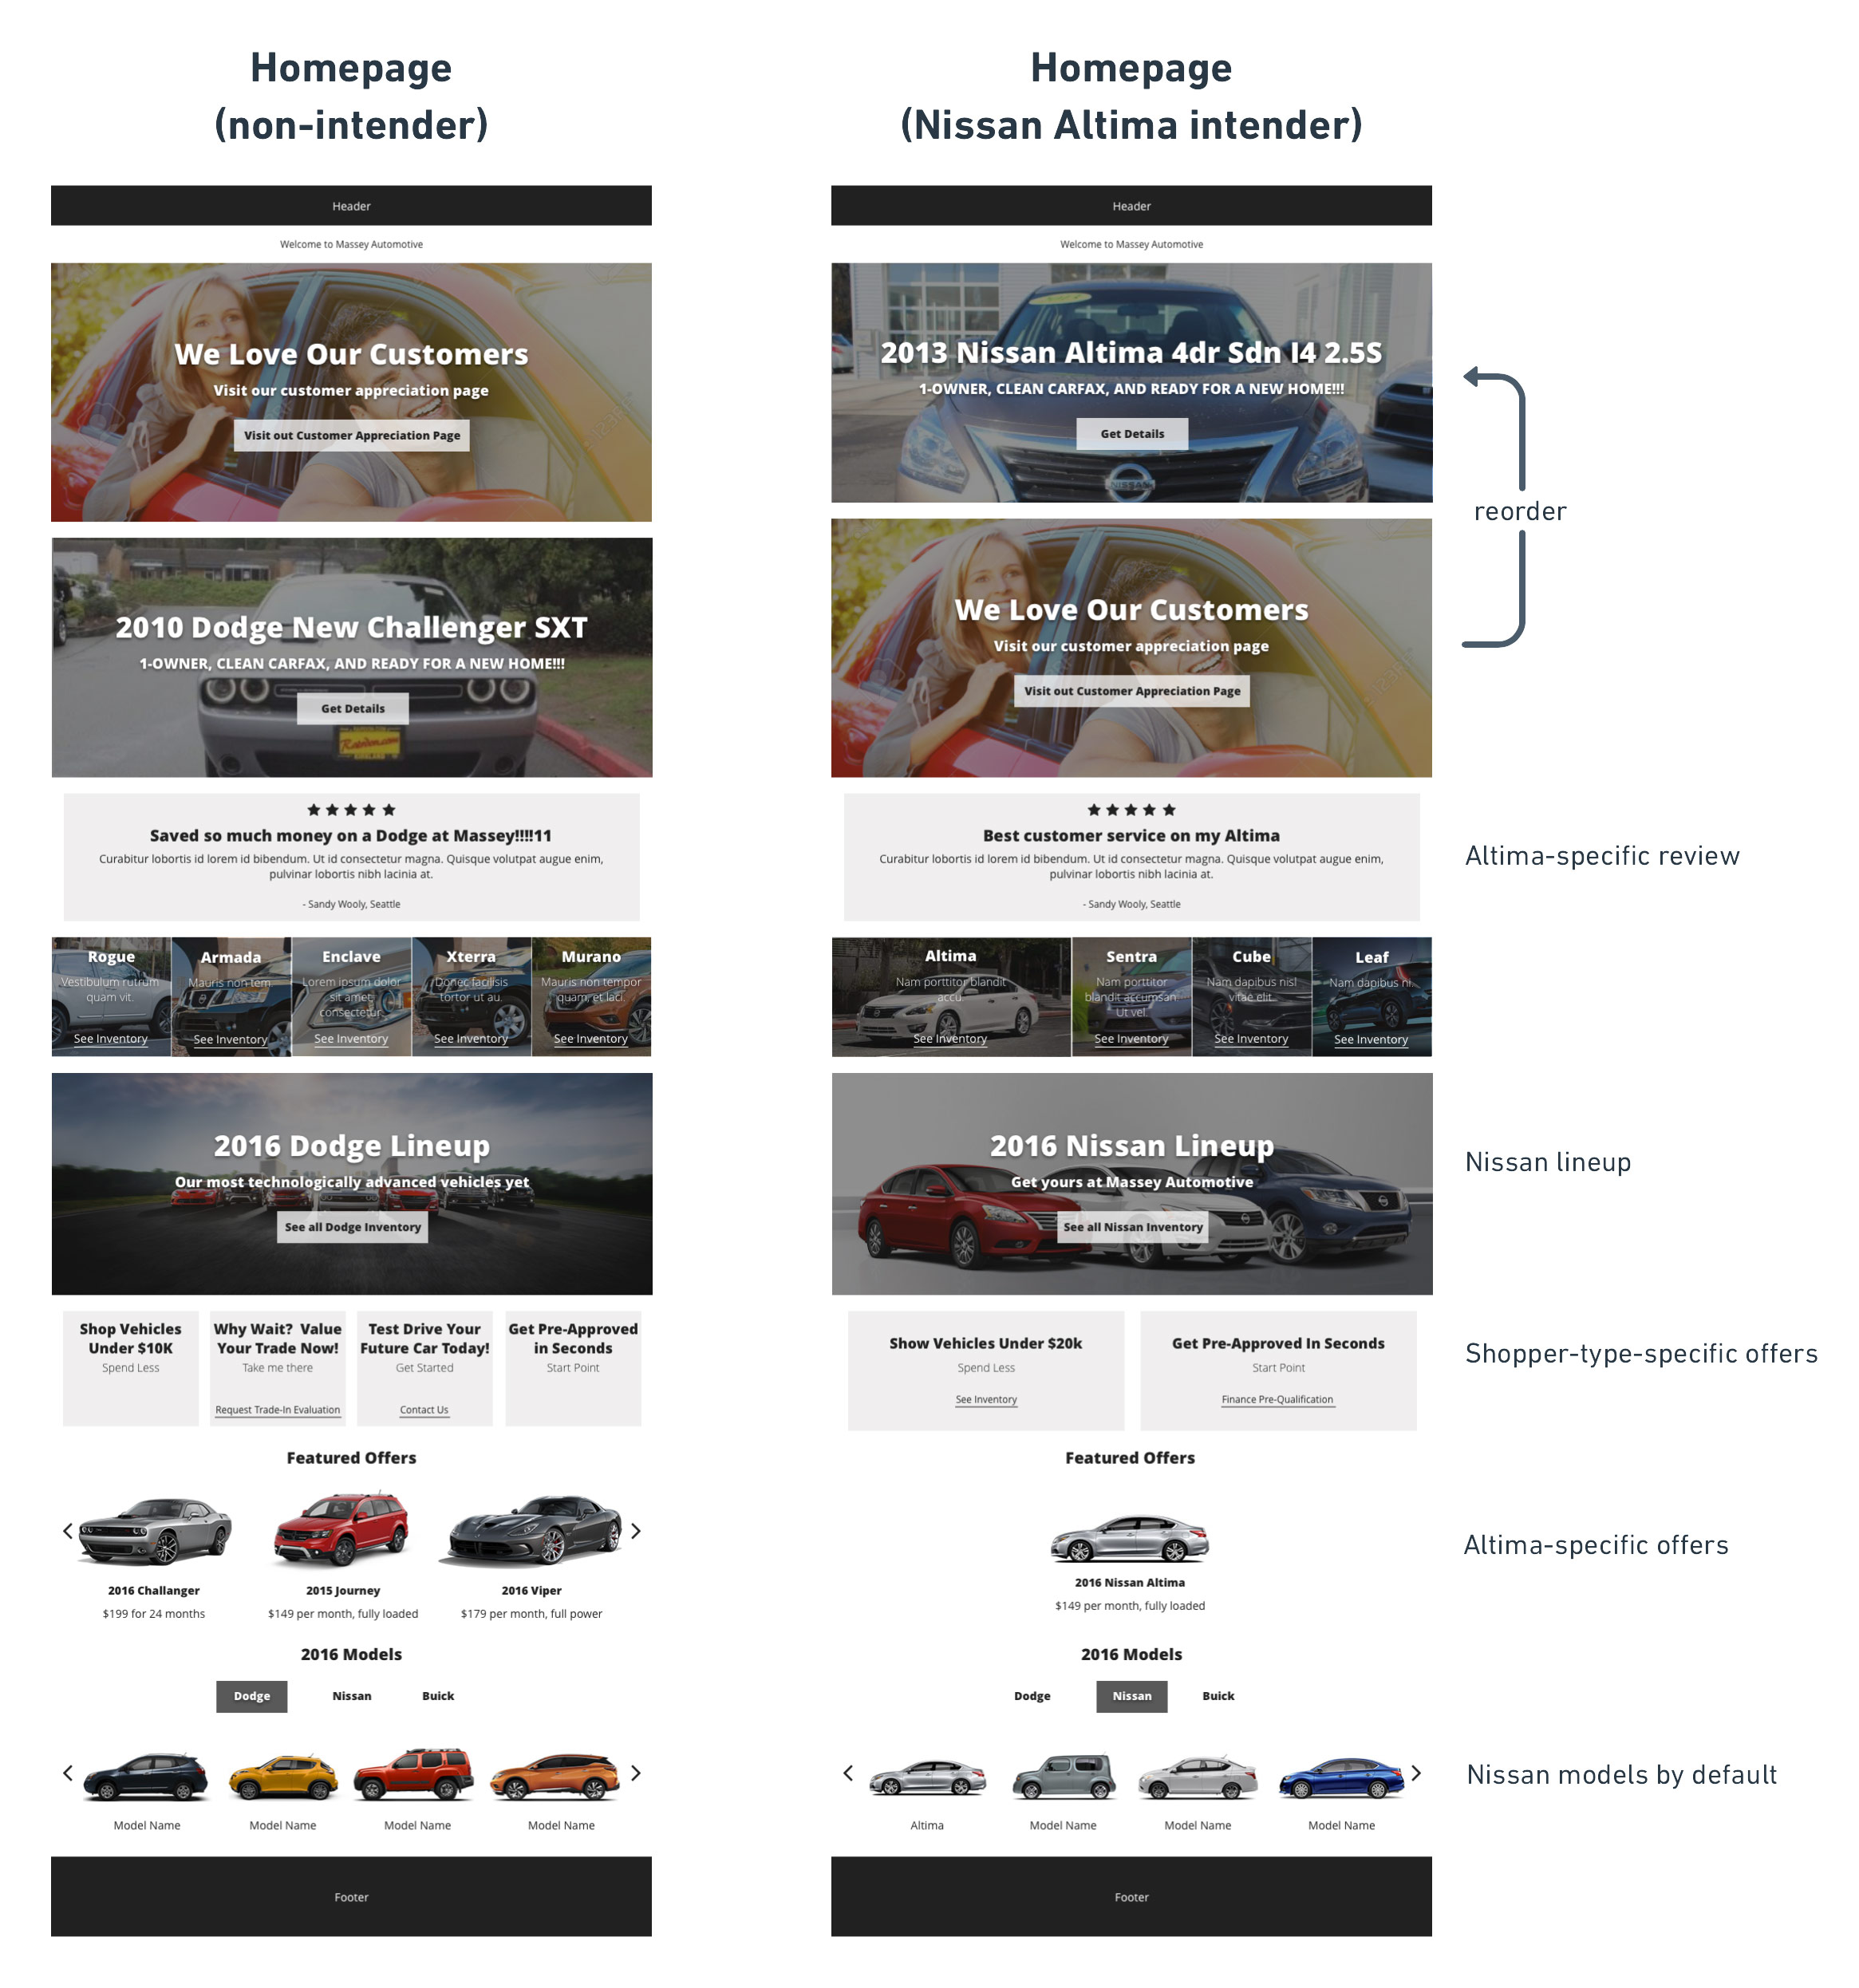 Homepage
(non-intender)
Header
Welcome to Massey Automotive
We Love Our Customers
Visit our customer appreciation page
Visit out Customer Appreciation Page
2010 Dodge New Challenger SXT
1-OWNER, CLEAN CARFAX, AND READY FOR A NEW HOME!!!
Get Details
Saved so much money on a Dodge at Massey!!!!11
Curabitur lobortis id lorem id bibendum. Ut id consectetur magna. Quisque volutpat augue enim,
pulvinar lobortis nibh lacinia at.
- Sandy Wooly, Seattle
Rogue
Vestibulum rutrum
quam vit.
See Inventory
Armada
Mauris non tem
See Inventory
Enclave
Lorem ipsum dolor
sit amet,
consectetur
See Inventory
Xterra
Donec facilisis
tortor ut au.
See Inventory
Murano
Mauris non tempor
quam, et laci.
See Inventory
2016 Dodge Lineup
Our most technologically advanced vehicles yet
See all Dodge Inventory
Shop Vehicles
Under $10K
Spend Less
Why Wait? Value
Your Trade Now!
Take me there
Request Trade-In Evaluation
Test Drive Your
Future Car Today!
Get Started
Contact Us
Get Pre-Approved
in Seconds
Start Point
Featured Offers
2016 Challanger
$199 for 24 months
2015 Journey
$149 per month, fully loaded
2016 Viper
$179 per month, full power
2016 Models
Dodge
Nissan
Buick
Model Name
Model Name
Model Name
Model Name
Footer
Homepage
(Nissan Altima intender)
Header
Welcome to Massey Automotive
2013 Nissan Altima 4dr Sdn I4 2.5S
1-OWNER, CLEAN CARFAX, AND READY FOR A NEW HOME!!!
Get Details
NISSAN
We Love Our Customers
Visit our customer appreciation page
Visit out Customer Appreciation Page
reorder
Best customer service on my Altima
Curabitur lobortis id lorem id bibendum. Ut id consectetur magna. Quisque volutpat augue enim,
pulvinar lobortis nibh lacinia at.
- Sandy Wooly, Seattle
Altima-specific review
Altima
Nam porttitor blandit
accu.
See Inventory
Sentra
Nam porttitor
blandit accumsan.
Ut vel.
See Inventory
Cube
Nam dapibus nisl
vitae elit.
See Inventory
Leaf
Nam dapibus ni.
See Inventory
2016 Nissan Lineup
Get yours at Massey Automotive
See all Nissan Inventory
Nissan lineup
Show Vehicles Under $20k
Spend Less
See Inventory
Get Pre-Approved In Seconds
Start Point
Finance Pre-Qualification
Shopper-type-specific offers
Featured Offers
2016 Nissan Altima
$149 per month, fully loaded
Altima-specific offers
2016 Models
Dodge
Nissan
Buick
Altima
Model Name
Model Name
Model Name
Nissan models by default
Footer